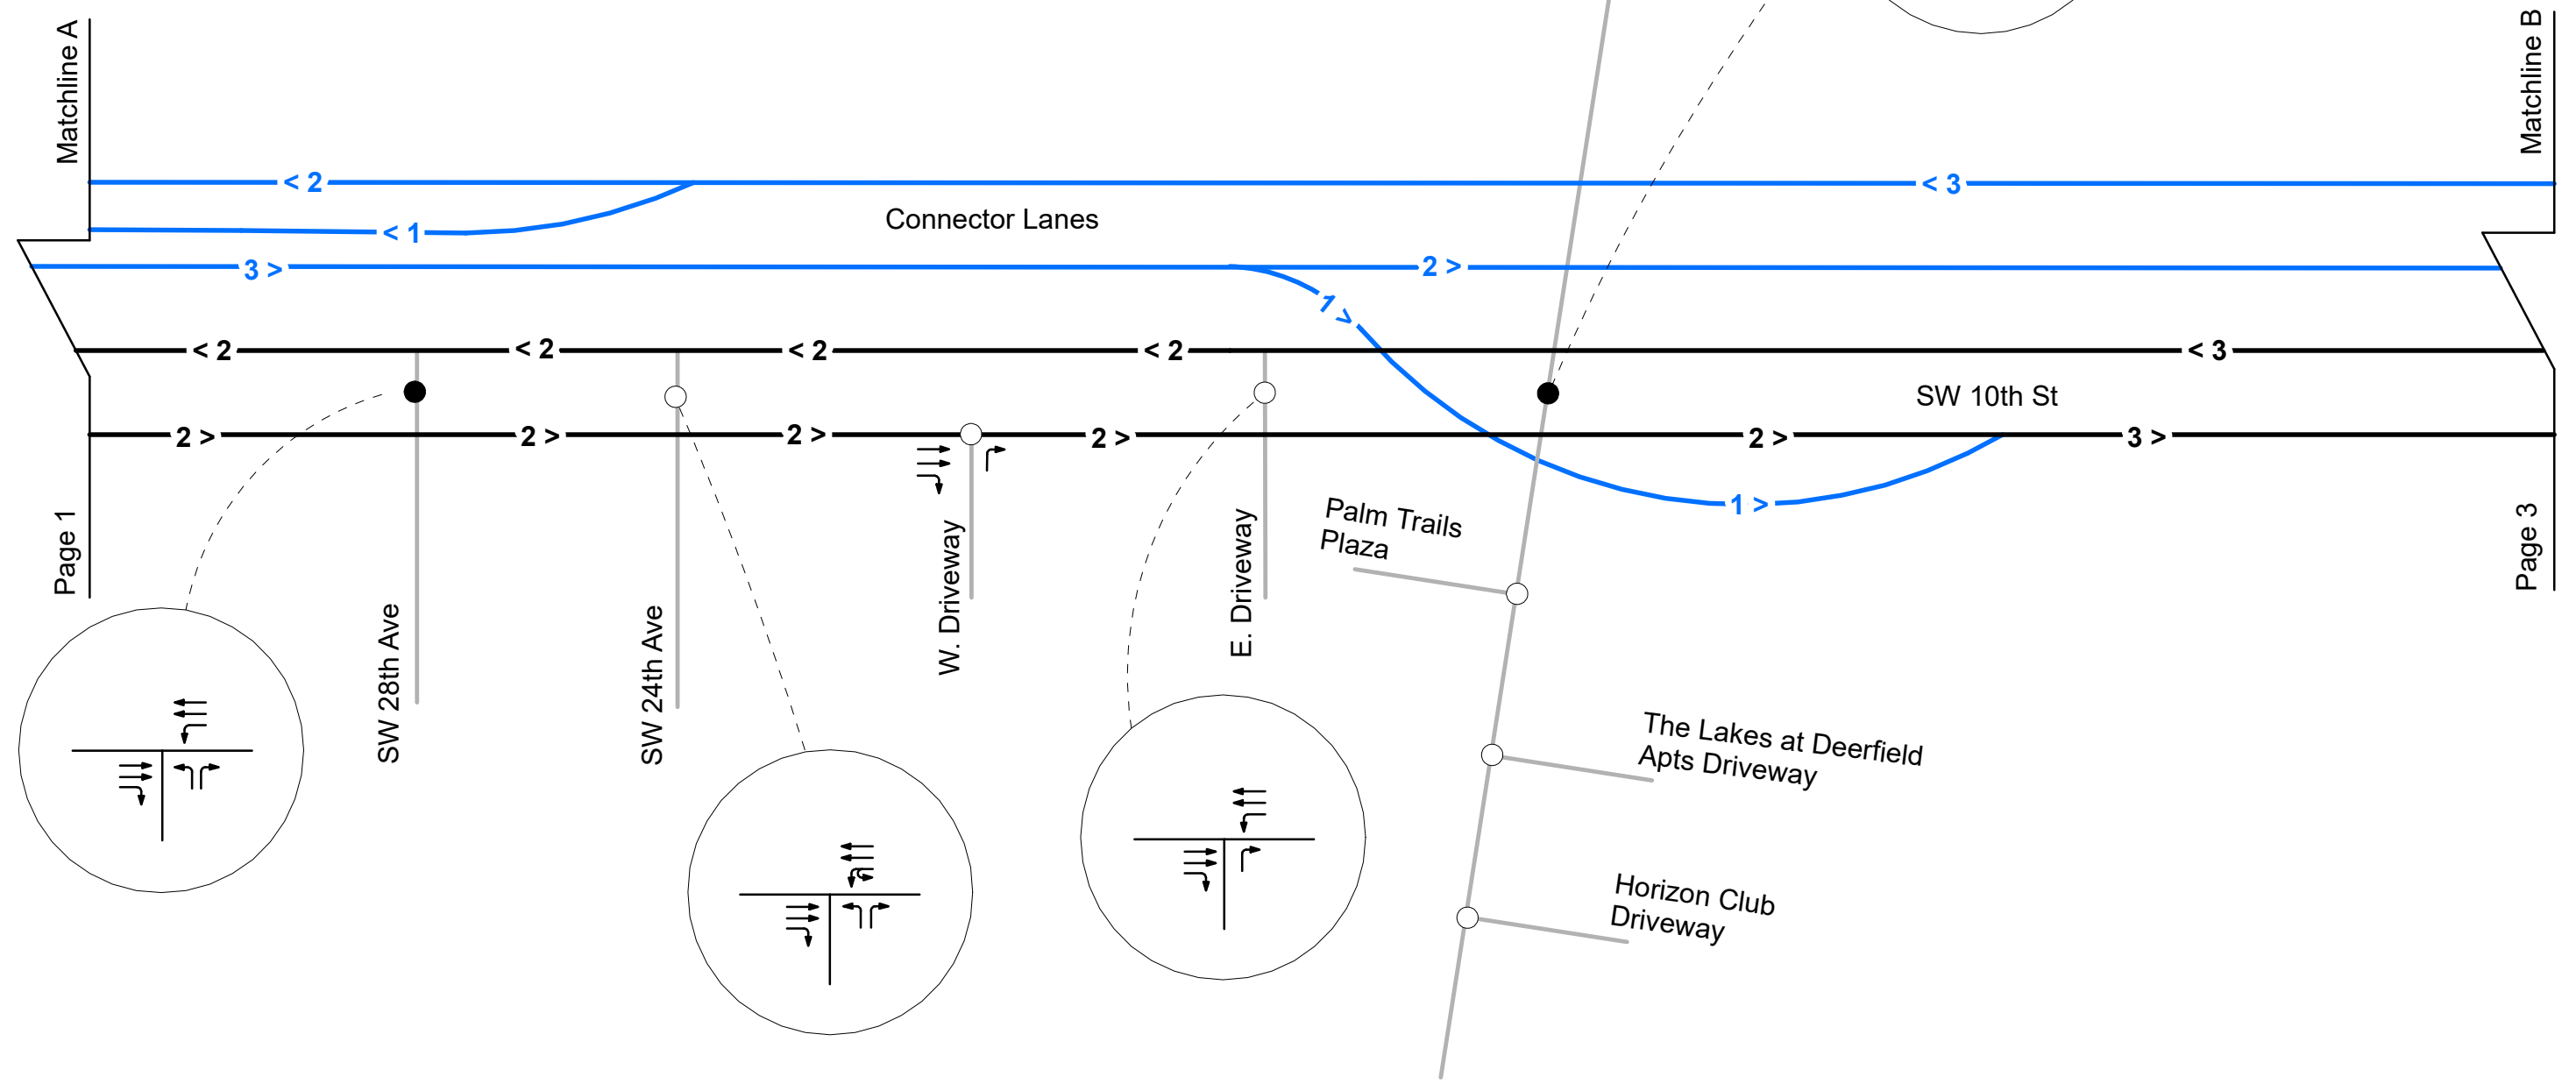 Matchline A
Matchline B
< 2
< 3
< 1
Connector Lanes
3 >
2 >
1 >
< 2
< 2
< 2
< 2
< 3
SW 10th St
2 >
2 >
2 >
2 >
2 >
3 >
1 >
Page 1
Page 3
SW 28th Ave
SW 24th Ave
W. Driveway
E. Driveway
Palm Trails
Plaza
The Lakes at Deerfield
Apts Driveway
Horizon Club
Driveway